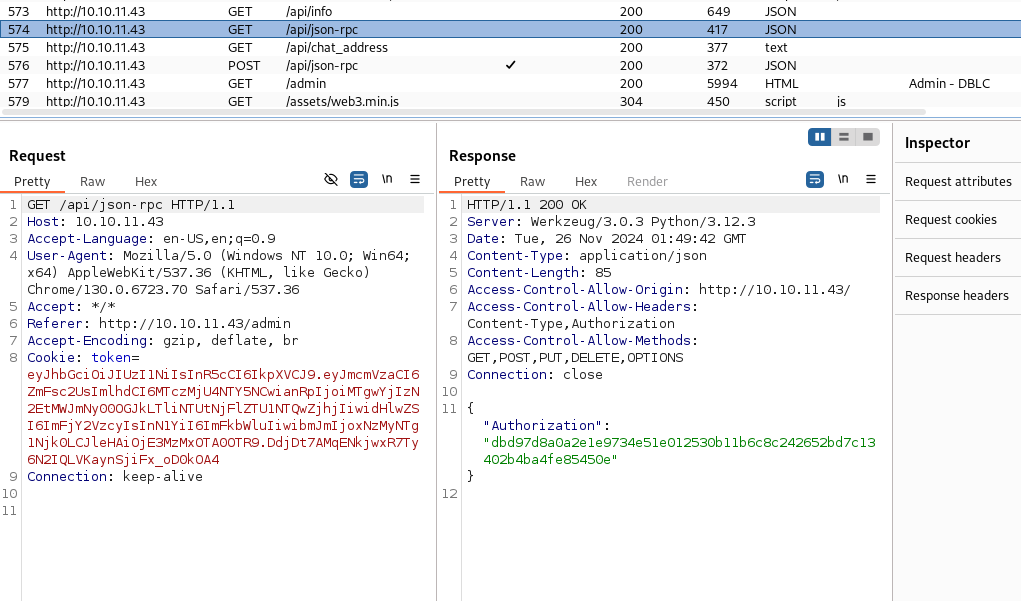 573 http://10.10.11.43 GET /api/info 200 649 JSON
574 http://10.10.11.43 GET /api/json-rpc 200 417 JSON
575 http://10.10.11.43 GET /api/chat_address 200 377 text
576 http://10.10.11.43 POST /api/json-rpc ✓ 200 372 JSON
577 http://10.10.11.43 GET /admin 200 5994 HTML Admin - DBLC
579 http://10.10.11.43 GET /assets/web3.min.js 304 450 script js
Request
Pretty Raw Hex
\n
1 GET /api/json-rpc HTTP/1.1
2 Host: 10.10.11.43
3 Accept-Language: en-US,en;q=0.9
4 User-Agent: Mozilla/5.0 (Windows NT 10.0; Win64;
x64) AppleWebKit/537.36 (KHTML, like Gecko)
Chrome/130.0.6723.70 Safari/537.36
5 Accept: */*
6 Referer: http://10.10.11.43/admin
7 Accept-Encoding: gzip, deflate, br
8 Cookie: token=
eyJhbGciOiJIUzI1NiIsInR5cCI6IkpXVCJ9.eyJmcmVzaCI6
ZmFsc2UsImlhdCI6MTczMjU4NTY5NCwianRpIjoiMTgwYjIzN
2EtMWJmNy00OGJkLTliNTUtNjFlZTU1NTQwZjhjIiwidHlwZS
I6ImFjY2VzcyIsInN1YiI6ImFkbWluIiwibmJmIjoxNzMyNTg
1Njk0LCJleHAiOjE3MzMxOTA0OTR9.DdjDt7AMqENkjwxR7Ty
6N2IQLVKaynSjiFx_oD0kOA4
9 Connection: keep-alive
10
11
Response
Pretty Raw Hex Render
\n
1 HTTP/1.1 200 OK
2 Server: Werkzeug/3.0.3 Python/3.12.3
3 Date: Tue, 26 Nov 2024 01:49:42 GMT
4 Content-Type: application/json
5 Content-Length: 85
6 Access-Control-Allow-Origin: http://10.10.11.43/
7 Access-Control-Allow-Headers:
Content-Type,Authorization
8 Access-Control-Allow-Methods:
GET,POST,PUT,DELETE,OPTIONS
9 Connection: close
10
11 {
"Authorization":
"dbd97d8a0a2e1e9734e51e012530b11b6c8c242652bd7c13
402b4ba4fe85450e"
}
12
Inspector
Request attributes
Request cookies
Request headers
Response headers